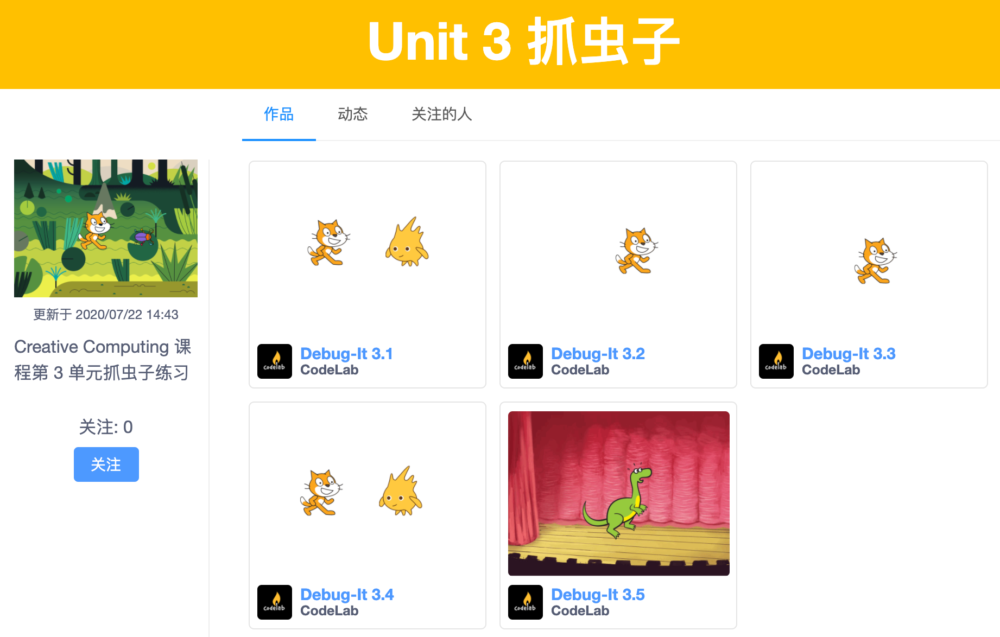 Unit 3 抓虫子
作品 动态 关注的人
更新于 2020/07/22 14:43
Creative Computing 课
程第 3 单元抓虫子练习
关注: 0
关注
codelab
Debug-It 3.1
CodeLab
codelab
Debug-It 3.2
CodeLab
codelab
Debug-It 3.3
CodeLab
codelab
Debug-It 3.4
CodeLab
codelab
Debug-It 3.5
CodeLab